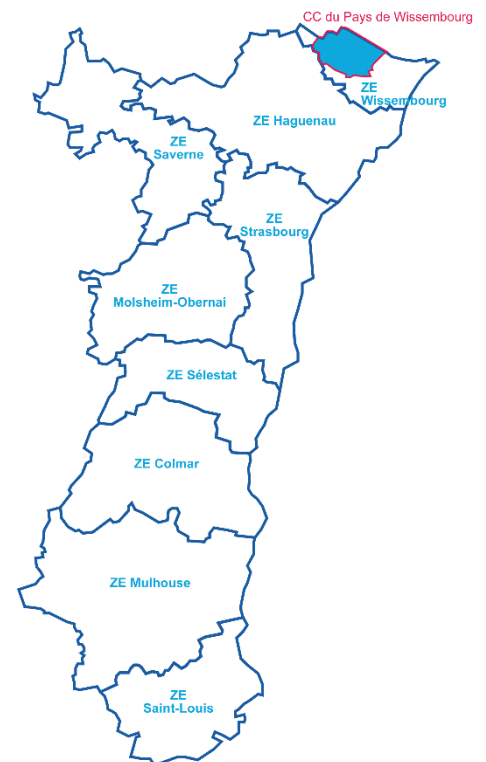 CC du Pays de Wissembourg
ZE
Wissembourg
ZE Haguenau
ZE
Saverne
ZE
Strasbourg
ZE
Molsheim-Obernai
ZE Sélestat
ZE Colmar
ZE Mulhouse
ZE
Saint-Louis